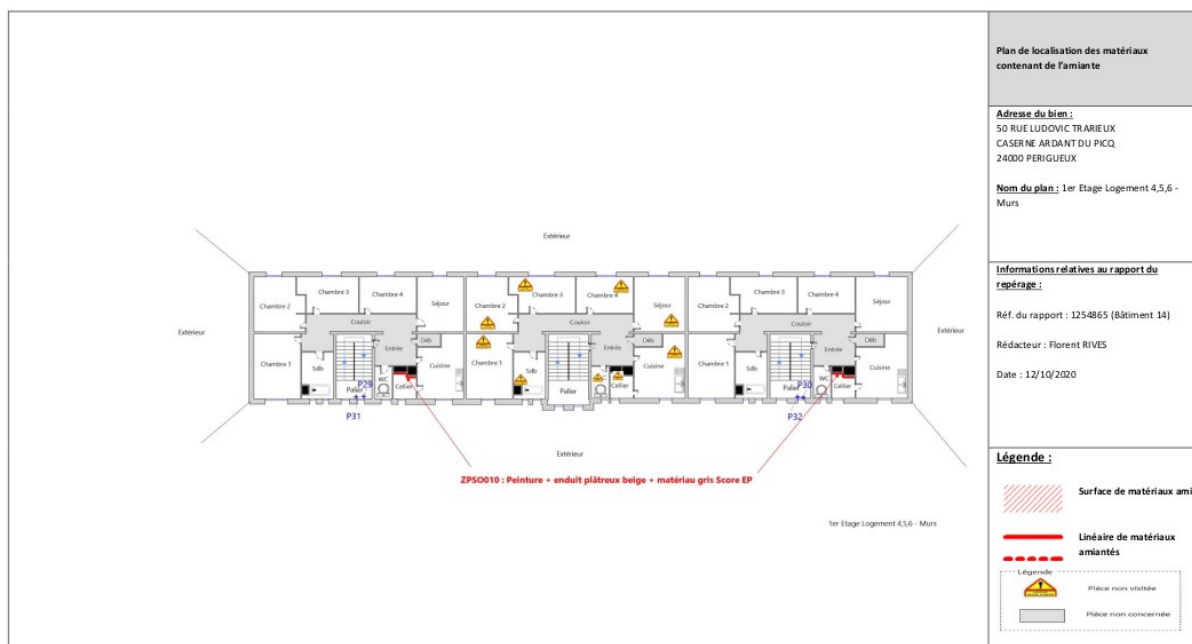 Plan de localisation des matériaux
contenant de l'amiante
Adresse du bien :
50 RUE LUDOVIC TRARIEUX
CASERNE ARDANT DU PICQ
24000 PERIGUEUX
Nom du plan : 1er Etage Logement 4,5,6 -
Murs
Informations relatives au rapport du
repérage :
Réf. du rapport : 1254865 (Bâtiment 14)
Rédacteur : Florent RIVES
Date : 12/10/2020
Légende :
Surface de matériaux ami
Linéaire de matériaux
amiantés
Légende
Pièce non visitée
Pièce non concernée
Extérieur
Extérieur
Extérieur
Extérieur
Chambre 2
Chambre 3
Chambre 4
Séjour
Couloir
Chambre 1
Sdb
Palier
Entrée
Déb
WC
Cellier
Cuisine
P29
P31
Chambre 2
Chambre 3
Chambre 4
Séjour
Couloir
Chambre 1
Sdb
Palier
Entrée
Déb
Cellier
Cuisine
Chambre 2
Chambre 3
Chambre 4
Séjour
Couloir
Chambre 1
Sdb
Palier
Entrée
Déb
WC
Cellier
Cuisine
P30
P32
ZPSO010 : Peinture + enduit plâtreux beige + matériau gris Score EP
1er Etage Logement 4,5,6 - Murs